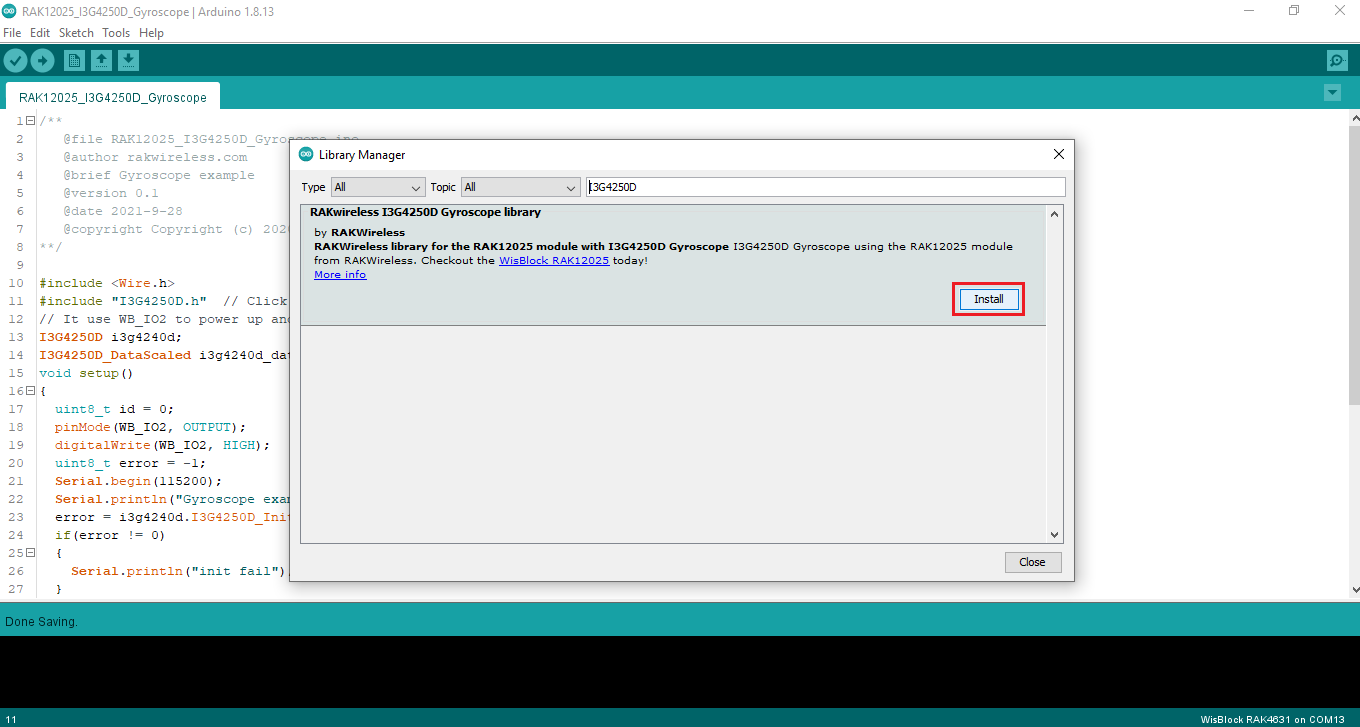 RAK12025_I3G4250D_Gyroscope | Arduino 1.8.13
File Edit Sketch Tools Help
RAK12025_I3G4250D_Gyroscope
1 /**
2 @file RAK12025_I3G4250D_Gyroscope.ino
3 @author rakwireless.com
4 @brief Gyroscope example
5 @version 0.1
6 @date 2021-9-28
7 @copyright Copyright (c) 202
8 **/
9
10 #include <Wire.h>
11 #include "I3G4250D.h" // Click
12 // It use WB_IO2 to power up and
13 I3G4250D i3g4240d;
14 I3G4250D_DataScaled i3g4240d_dat
15 void setup()
16 {
17 uint8_t id = 0;
18 pinMode(WB_IO2, OUTPUT);
19 digitalWrite(WB_IO2, HIGH);
20 uint8_t error = -1;
21 Serial.begin(115200);
22 Serial.println("Gyroscope exa
23 error = i3g4240d.I3G4250D_Ini
24 if(error != 0)
25 {
26 Serial.println("init fail")
27 }
Library Manager
Type All Topic All I3G4250D
RAKwireless I3G4250D Gyroscope library
by RAKWireless
RAKWireless library for the RAK12025 module with I3G4250D Gyroscope I3G4250D Gyroscope using the RAK12025 module
from RAKWireless. Checkout the WisBlock RAK12025 today!
More info
Install
Close
Done Saving.
11 WisBlock RAK4631 on COM13